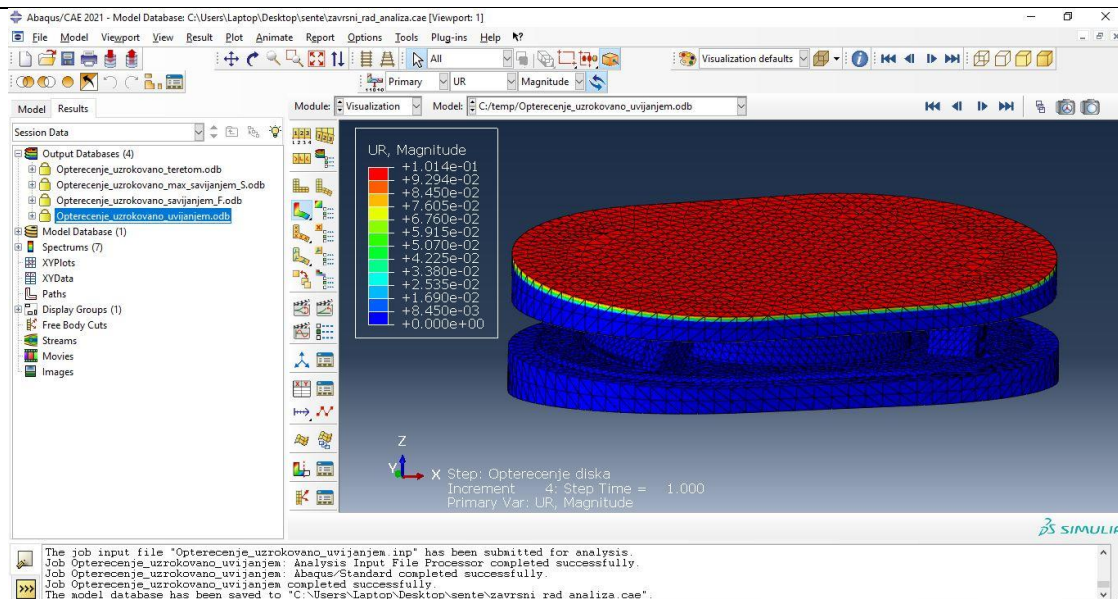 Abaqus/CAE 2021 - Model Database: C:\Users\Laptop\Desktop\sente\zavrsni_rad_analiza.cae [Viewport: 1]
File Model Viewport View Result Plot Animate Report Options Tools Plug-ins Help
All
Visualization defaults
Primary UR Magnitude
Model Results
Module: Visualization Model: C:/temp/Opterecenje_uzrokovano_uvijanjem.odb
Session Data
Output Databases (4)
Opterecenje_uzrokovano_teretom.odb
Opterecenje_uzrokovano_max_savijanjem_S.odb
Opterecenje_uzrokovano_savijanjem_F.odb
Opterecenje_uzrokovano_uvijanjem.odb
Model Database (1)
Spectrums (7)
XYPlots
XYData
Paths
Display Groups (1)
Free Body Cuts
Streams
Movies
Images
UR, Magnitude
+1.014e-01
+9.294e-02
+8.450e-02
+7.605e-02
+6.760e-02
+5.915e-02
+5.070e-02
+4.225e-02
+3.380e-02
+2.535e-02
+1.690e-02
+8.450e-03
+0.000e+00
Z
Y
X
Step: Opterecenje diska
Increment 4: Step Time = 1.000
Primary Var: UR, Magnitude
SIMULIA
The job input file "Opterecenje_uzrokovano_uvijanjem.inp" has been submitted for analysis.
Job Opterecenje_uzrokovano_uvijanjem: Analysis Input File Processor completed successfully.
Job Opterecenje_uzrokovano_uvijanjem: Abaqus/Standard completed successfully.
Job Opterecenje_uzrokovano_uvijanjem completed successfully.
The model database has been saved to "C:\Users\Laptop\Desktop\sente\zavrsni_rad_analiza.cae".